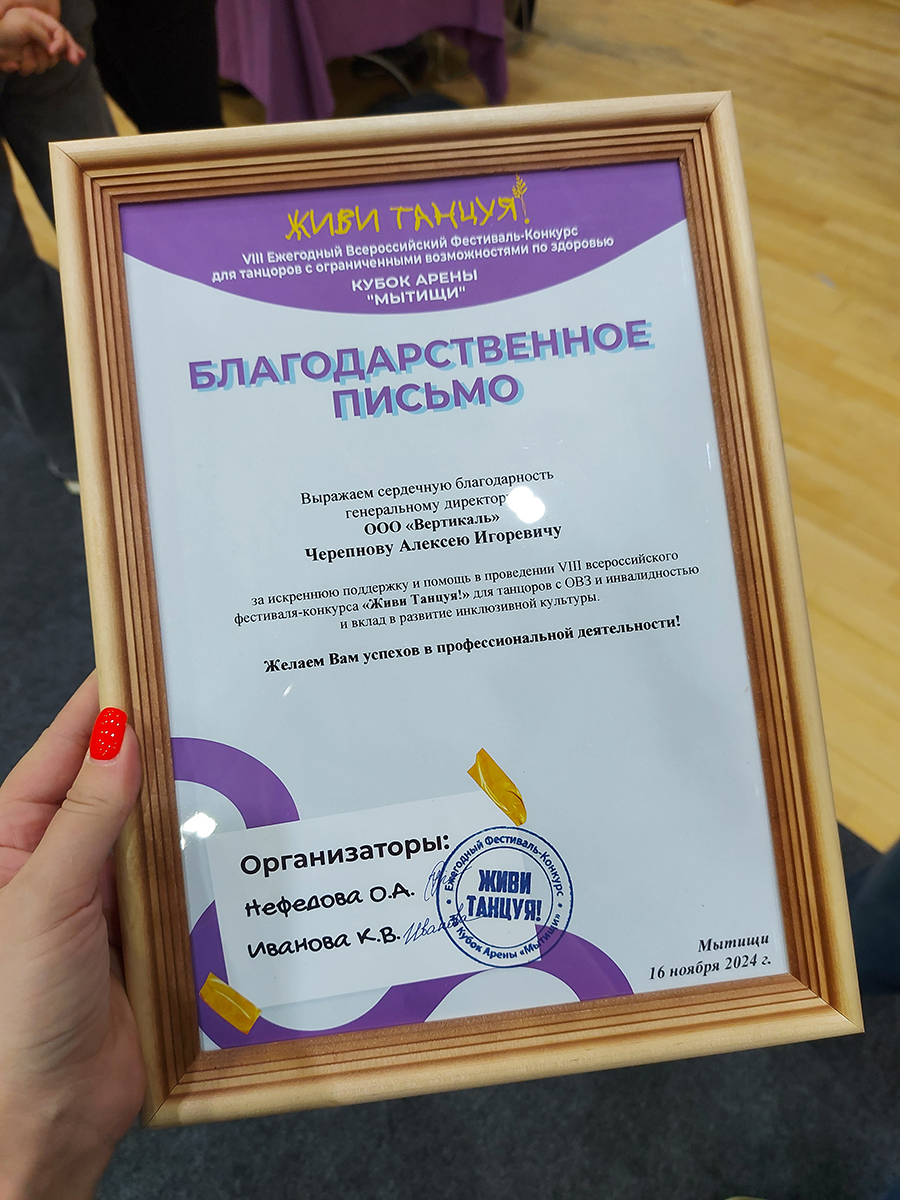 ЖИВИ ТАНЦУЯ!
VIII Ежегодный Всероссийский Фестиваль-Конкурс
для танцоров с ограниченными возможностями по здоровью
КУБОК АРЕНЫ
"МЫТИЩИ"
БЛАГОДАРСТВЕННОЕ
ПИСЬМО
Выражаем сердечную благодарность
генеральному директору
ООО «Вертикаль»
Черепнову Алексею Игоревичу
за искреннюю поддержку и помощь в проведении VIII всероссийского
фестиваля-конкурса «Живи Танцуя!» для танцоров с ОВЗ и инвалидностью
и вклад в развитие инклюзивной культуры.
Желаем Вам успехов в профессиональной деятельности!
Организаторы:
Нефедова О.А.
Иванова К.В. Иванова
Ежегодный Фестиваль-Конкурс
ЖИВИ
ТАНЦУЯ!
Кубок Арены «Мытищи»
Мытищи
16 ноября 2024 г.